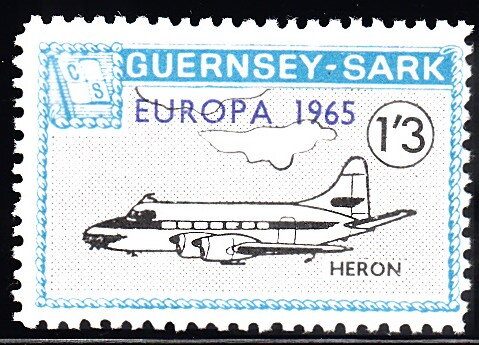 C
S
GUERNSEY-SARK
EUROPA 1965
1'3
HERON